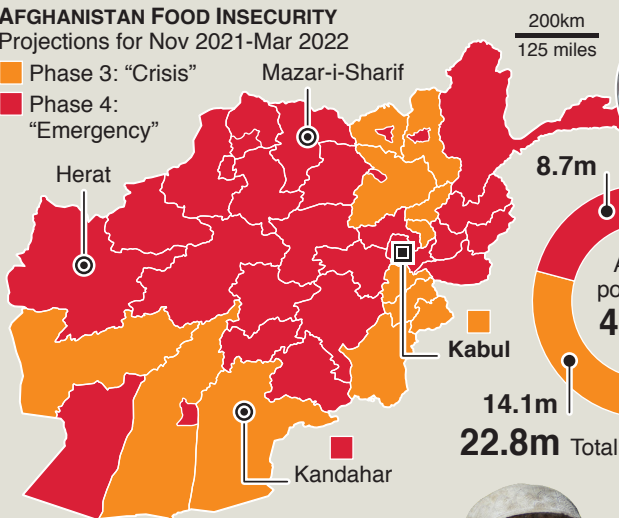 AFGHANISTAN FOOD INSECURITY
Projections for Nov 2021-Mar 2022
Phase 3: “Crisis”
Phase 4:
“Emergency”
200km
125 miles
Mazar-i-Sharif
Herat
8.7m
Kabul
14.1m
22.8m Total
Kandahar